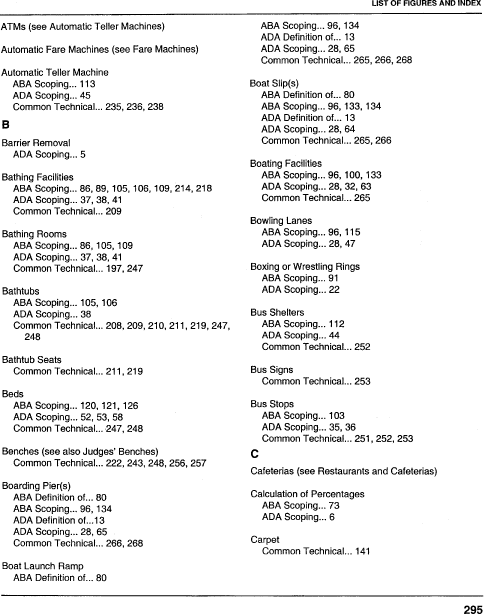 LIST OF FIGURES AND INDEX
ATMs (see Automatic Teller Machines)
Automatic Fare Machines (see Fare Machines)
Automatic Teller Machine
ABA Scoping... 113
ADA Scoping... 45
Common Technical... 235, 236, 238
B
Barrier Removal
ADA Scoping... 5
Bathing Facilities
ABA Scoping... 86, 89, 105, 106, 109, 214, 218
ADA Scoping... 37, 38, 41
Common Technical... 209
Bathing Rooms
ABA Scoping... 86, 105, 109
ADA Scoping... 37, 38, 41
Common Technical... 197, 247
Bathtubs
ABA Scoping... 105, 106
ADA Scoping... 38
Common Technical... 208, 209, 210, 211, 219, 247,
248
Bathtub Seats
Common Technical... 211, 219
Beds
ABA Scoping... 120, 121, 126
ADA Scoping... 52, 53, 58
Common Technical... 247, 248
Benches (see also Judges' Benches)
Common Technical... 222, 243, 248, 256, 257
Boarding Pier(s)
ABA Definition of... 80
ABA Scoping... 96, 134
ADA Definition of...13
ADA Scoping... 28, 65
Common Technical... 266, 268
Boat Launch Ramp
ABA Definition of... 80
ABA Scoping... 96, 134
ADA Definition of... 13
ADA Scoping... 28, 65
Common Technical... 265, 266, 268
Boat Slip(s)
ABA Definition of... 80
ABA Scoping... 96, 133, 134
ADA Definition of... 13
ADA Scoping... 28, 64
Common Technical... 265, 266
Boating Facilities
ABA Scoping... 96, 100, 133
ADA Scoping... 28, 32, 63
Common Technical... 265
Bowling Lanes
ABA Scoping... 96, 115
ADA Scoping... 28, 47
Boxing or Wrestling Rings
ABA Scoping... 91
ADA Scoping... 22
Bus Shelters
ABA Scoping... 112
ADA Scoping... 44
Common Technical... 252
Bus Signs
Common Technical... 253
Bus Stops
ABA Scoping... 103
ADA Scoping... 35, 36
Common Technical... 251, 252, 253
C
Cafeterias (see Restaurants and Cafeterias)
Calculation of Percentages
ABA Scoping... 73
ADA Scoping... 6
Carpet
Common Technical... 141
295